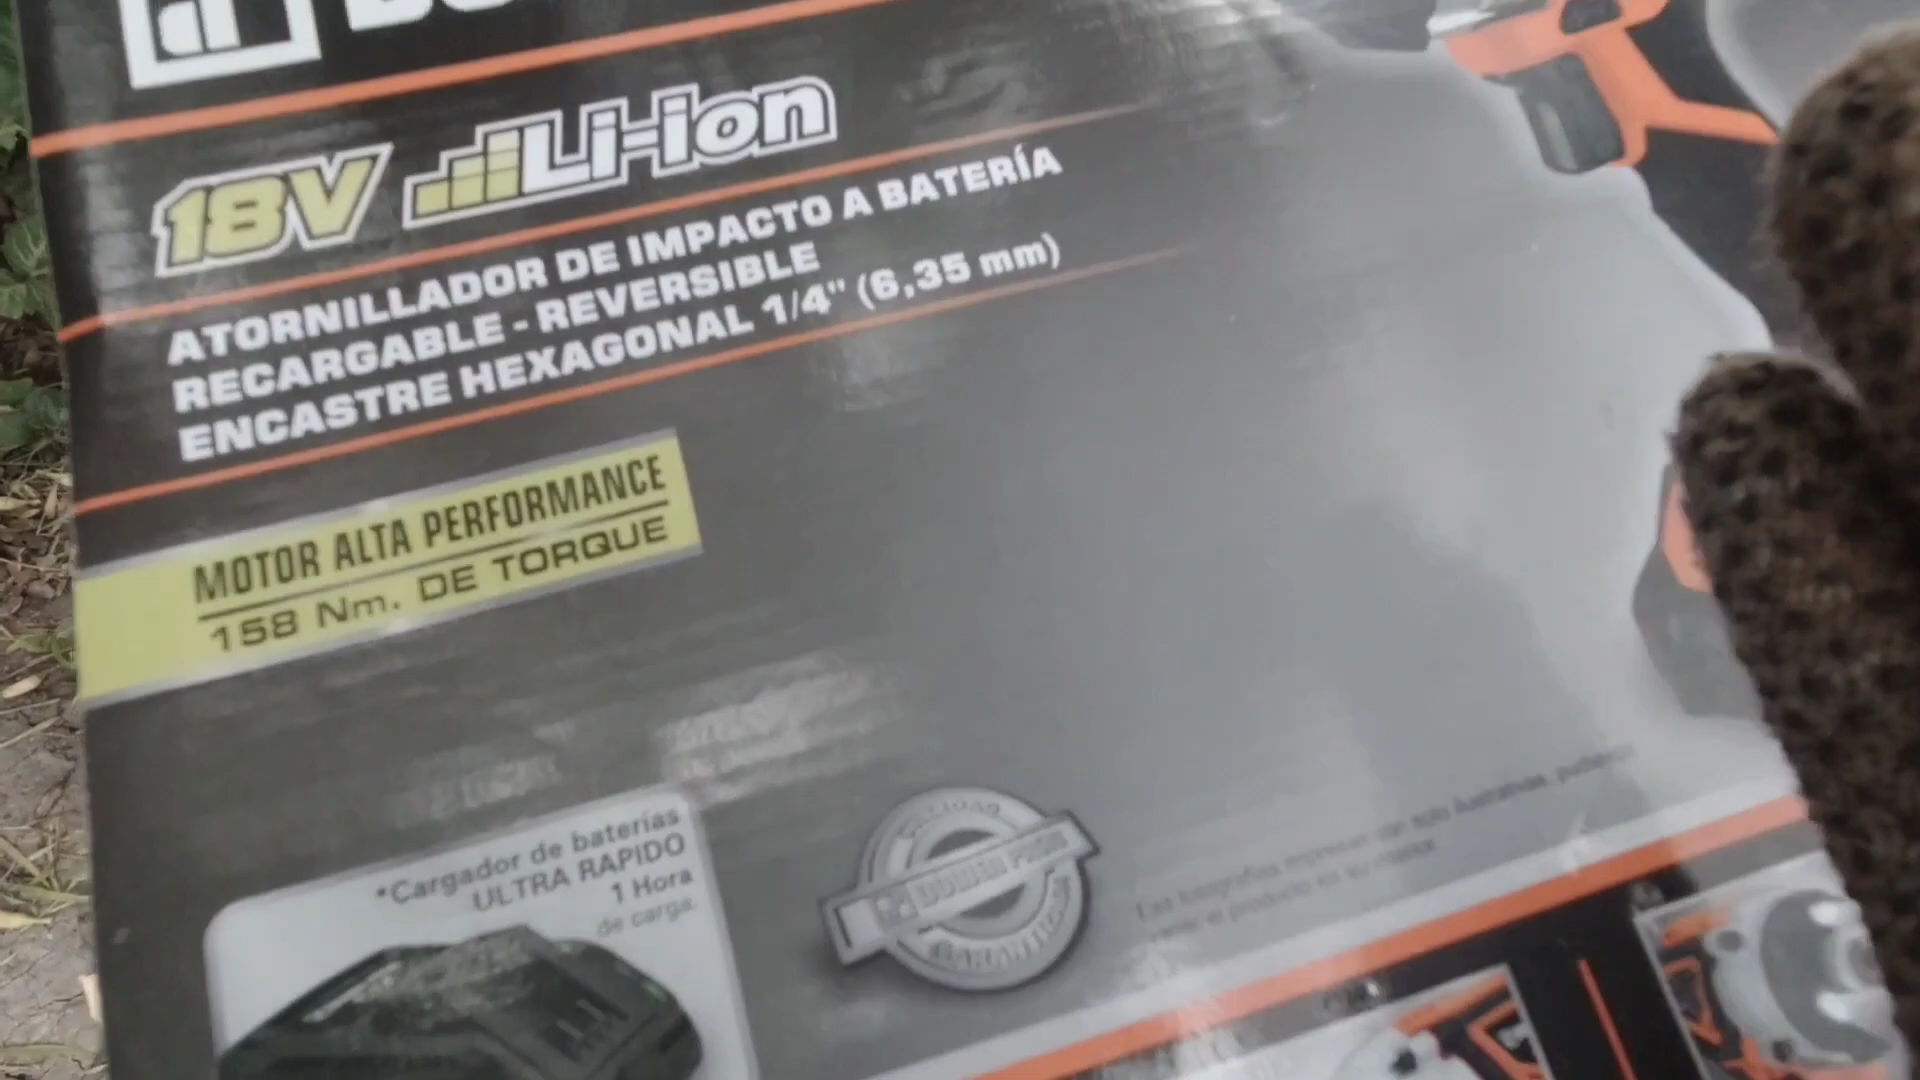 18V Li-ion
ATORNILLADOR DE IMPACTO A BATERÍA
RECARGABLE - REVERSIBLE
ENCASTRE HEXAGONAL 1/4" (6,35 mm)
MOTOR ALTA PERFORMANCE
158 Nm. DE TORQUE
*Cargador de baterías
ULTRA RAPIDO
1 Hora
de carga.